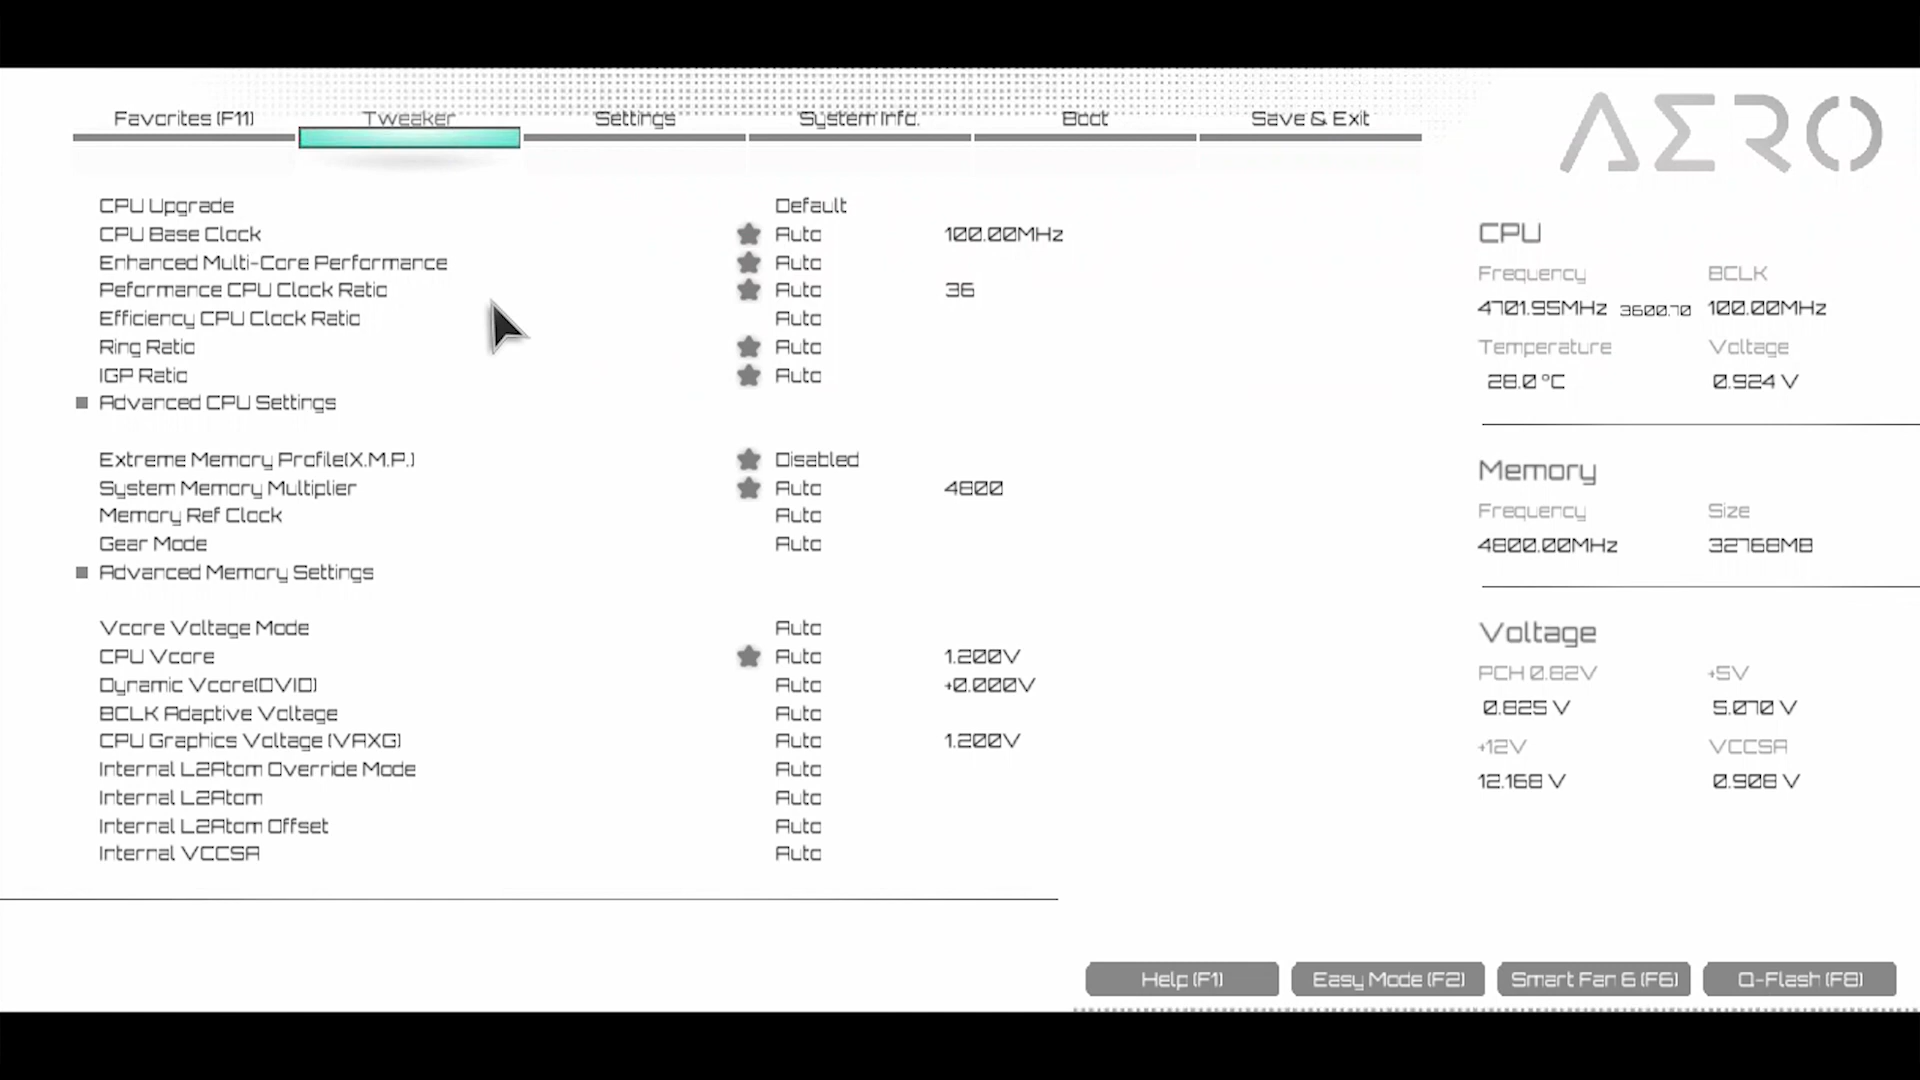 Favorites (F11) Tweaker Settings System Info. Boot Save & Exit
AERO
CPU Upgrade Default
CPU Base Clock Auto 100.00MHz
Enhanced Multi-Core Performance Auto
Peformance CPU Clock Ratio Auto 36
Efficiency CPU Clock Ratio Auto
Ring Ratio Auto
IGP Ratio Auto
Advanced CPU Settings
Extreme Memory Profile(X.M.P.) Disabled
System Memory Multiplier Auto 4800
Memory Ref Clock Auto
Gear Mode Auto
Advanced Memory Settings
Vcore Voltage Mode Auto
CPU Vcore Auto 1.200V
Dynamic Vcore(DVID) Auto +0.000V
BCLK Adaptive Voltage Auto
CPU Graphics Voltage (VAXG) Auto 1.200V
Internal L2Atom Override Mode Auto
Internal L2Atom Auto
Internal L2Atom Offset Auto
Internal VCCSA Auto
CPU
Frequency BCLK
4701.95MHz 3600.70 100.00MHz
Temperature Voltage
28.0 °C 0.924 V
Memory
Frequency Size
4800.00MHz 32768MB
Voltage
PCH 0.82V +5V
0.825 V 5.070 V
+12V VCCSA
12.168 V 0.908 V
Help (F1) Easy Mode (F2) Smart Fan 6 (F6) Q-Flash (F8)